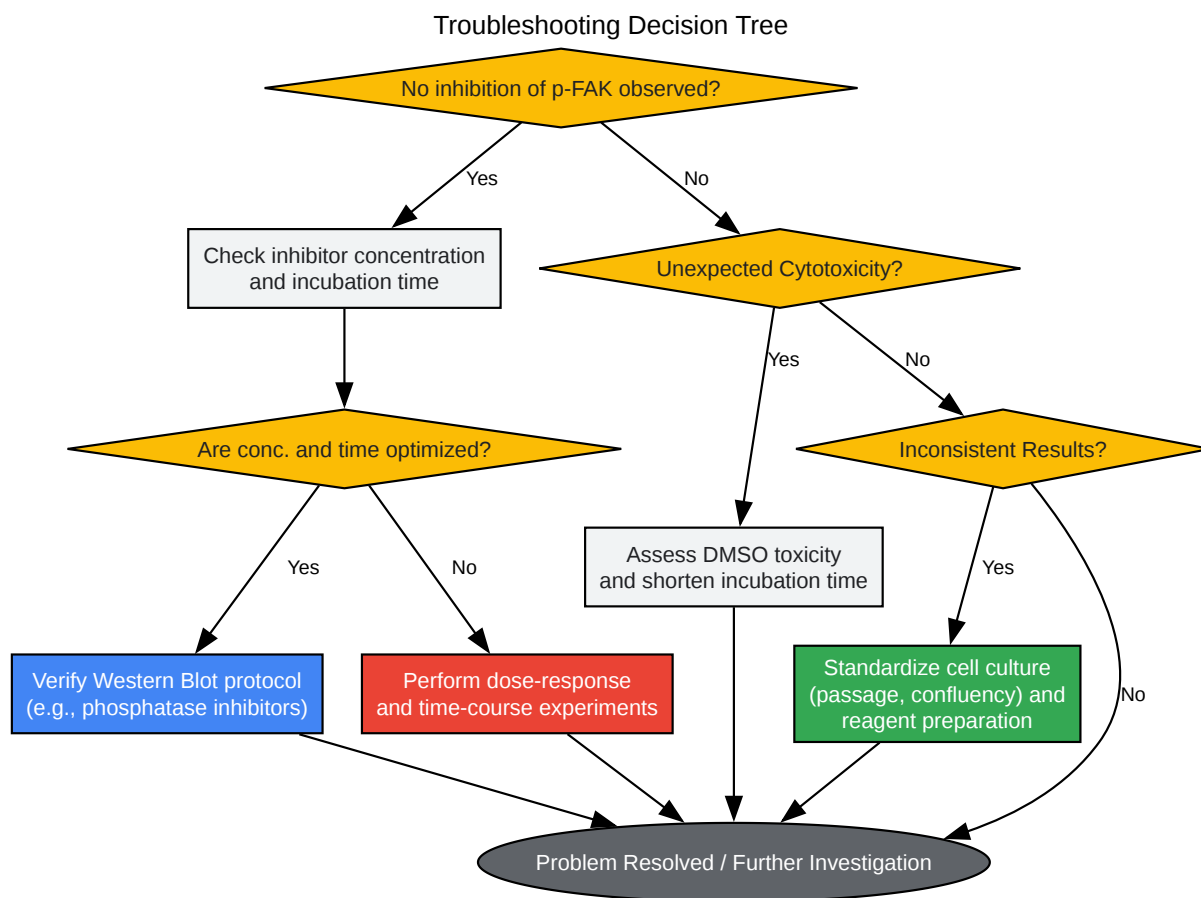 Troubleshooting Decision Tree
No inhibition of p-FAK observed?
Yes
No
Check inhibitor concentration
and incubation time
Unexpected Cytotoxicity?
Yes
No
Are conc. and time optimized?
Inconsistent Results?
Yes
No
Assess DMSO toxicity
and shorten incubation time
Yes
No
Verify Western Blot protocol
(e.g., phosphatase inhibitors)
Perform dose-response
and time-course experiments
Standardize cell culture
(passage, confluency) and
reagent preparation
Problem Resolved / Further Investigation